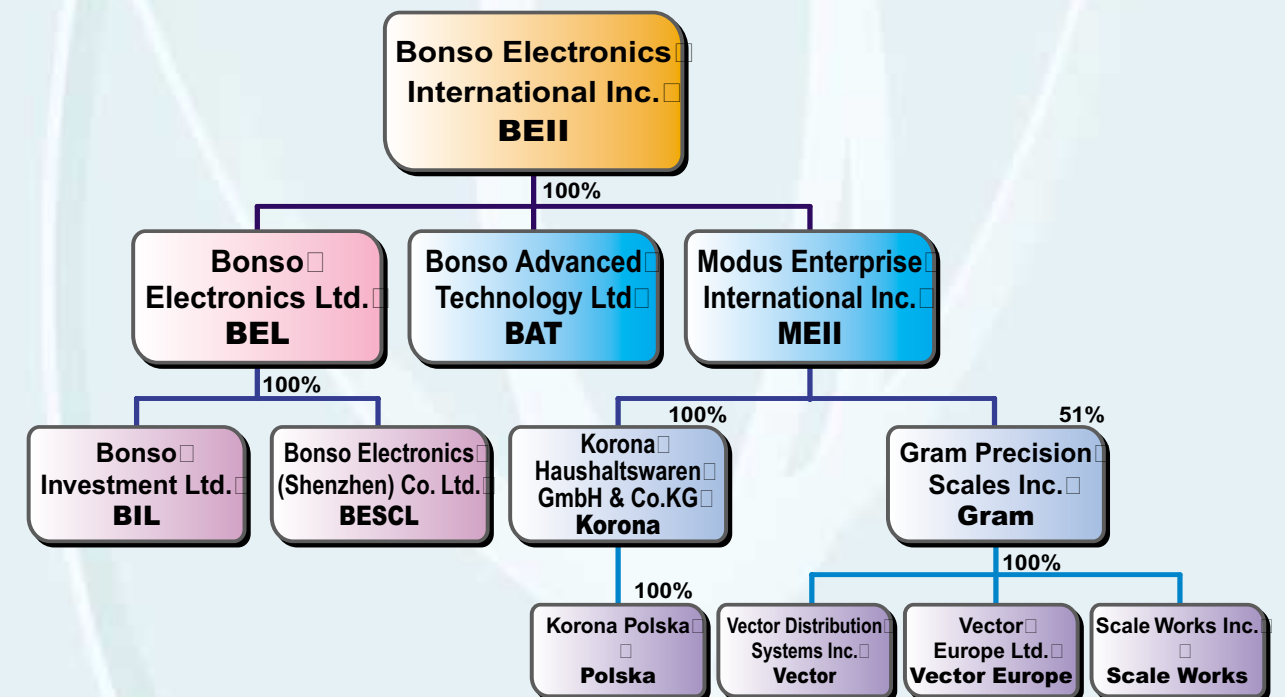 Bonso Electronics
International Inc.
BEII
100%
Bonso
Electronics Ltd.
BEL
Bonso Advanced
Technology Ltd
BAT
Modus Enterprise
International Inc.
MEII
100%
100%
51%
Bonso
Investment Ltd.
BIL
Bonso Electronics
(Shenzhen) Co. Ltd.
BESCL
Korona
Haushaltswaren
GmbH & Co.KG
Korona
Gram Precision
Scales Inc.
Gram
100%
100%
Korona Polska
Polska
Vector Distribution
Systems Inc.
Vector
Vector
Europe Ltd.
Vector Europe
Scale Works Inc.
Scale Works